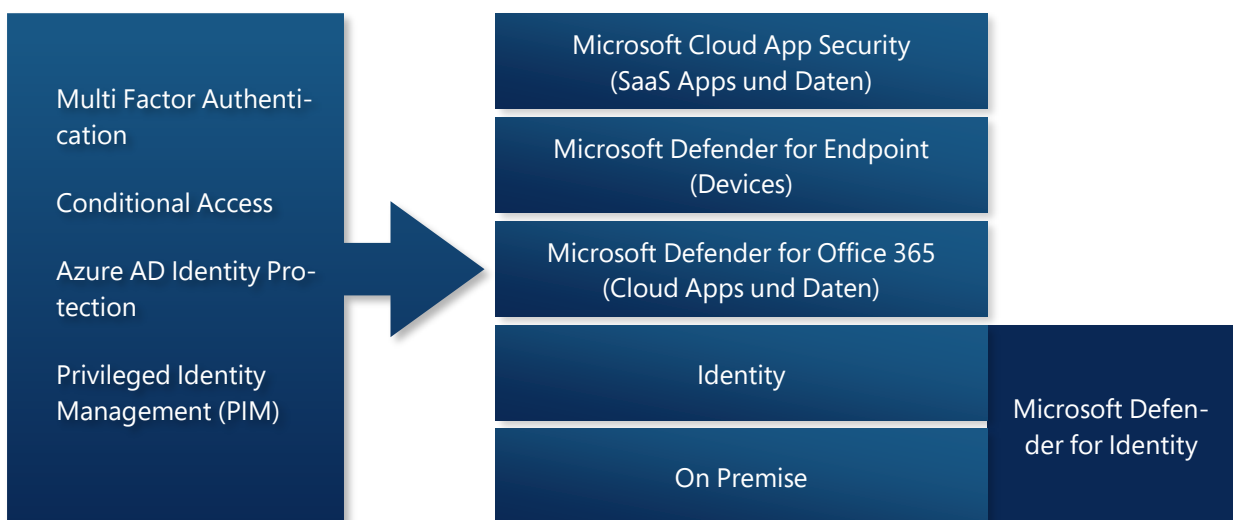 Multi Factor Authenti-
cation
Conditional Access
Azure AD Identity Pro-
tection
Privileged Identity
Management (PIM)
Microsoft Cloud App Security
(SaaS Apps und Daten)
Microsoft Defender for Endpoint
(Devices)
Microsoft Defender for Office 365
(Cloud Apps und Daten)
Identity
On Premise
Microsoft Defen-
der for Identity